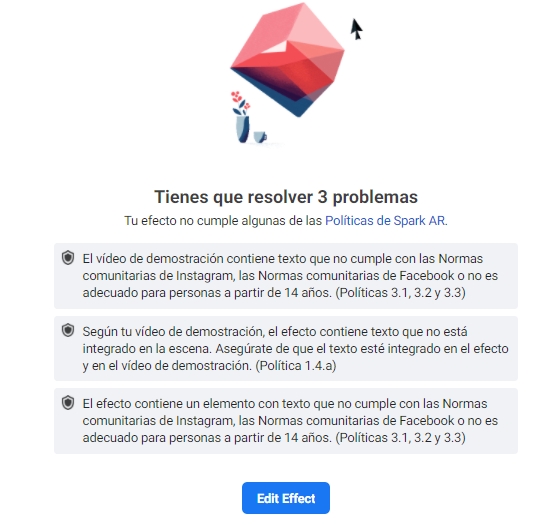 Tienes que resolver 3 problemas
Tu efecto no cumple algunas de las Políticas de Spark AR.
El vídeo de demostración contiene texto que no cumple con las Normas
comunitarias de Instagram, las Normas comunitarias de Facebook o no es
adecuado para personas a partir de 14 años. (Políticas 3.1, 3.2 y 3.3)
Según tu vídeo de demostración, el efecto contiene texto que no está
integrado en la escena. Asegúrate de que el texto esté integrado en el efecto
y en el vídeo de demostración. (Política 1.4.a)
El efecto contiene un elemento con texto que no cumple con las Normas
comunitarias de Instagram, las Normas comunitarias de Facebook o no es
adecuado para personas a partir de 14 años. (Políticas 3.1, 3.2 y 3.3)
Edit Effect